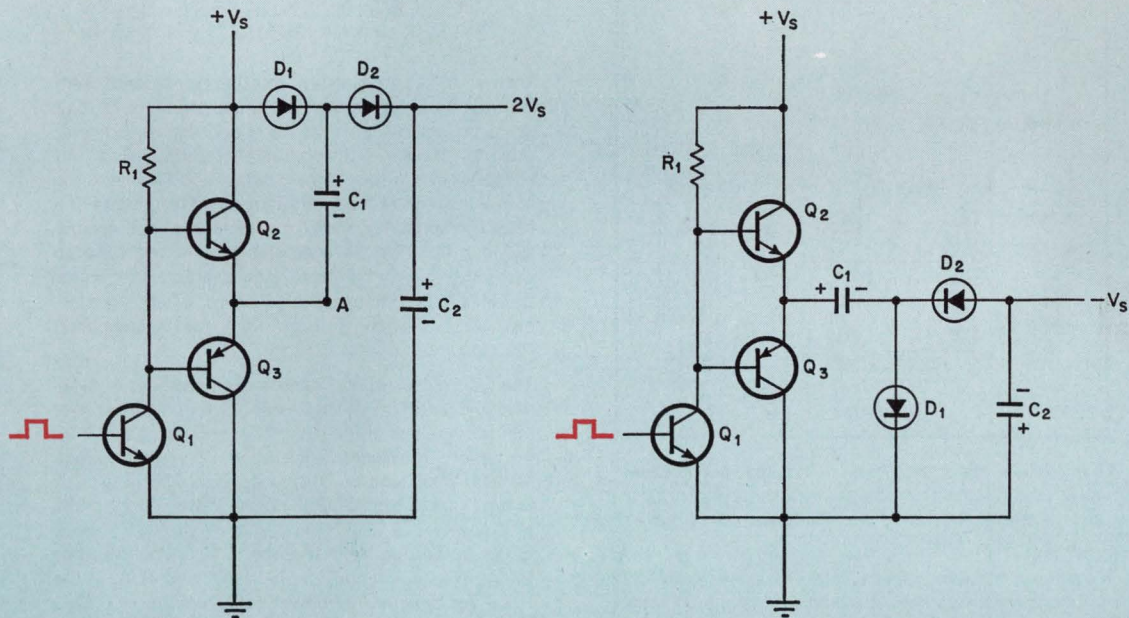 +VS
D1 D2
2VS
R1
+
C1
-
Q2
A
+
C2
-
Q3
Q1
+VS
R1
Q2
C1
+ -
D2
-VS
Q3
D1
-
C2
+
Q1